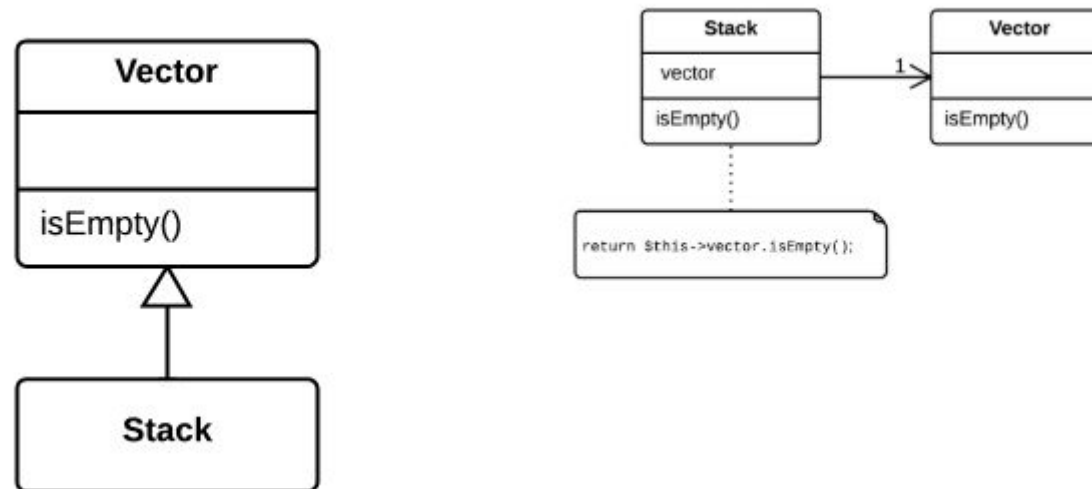 Vector
isEmpty()
Stack
Stack
vector
isEmpty()
1
Vector
isEmpty()
return $this->vector.isEmpty();